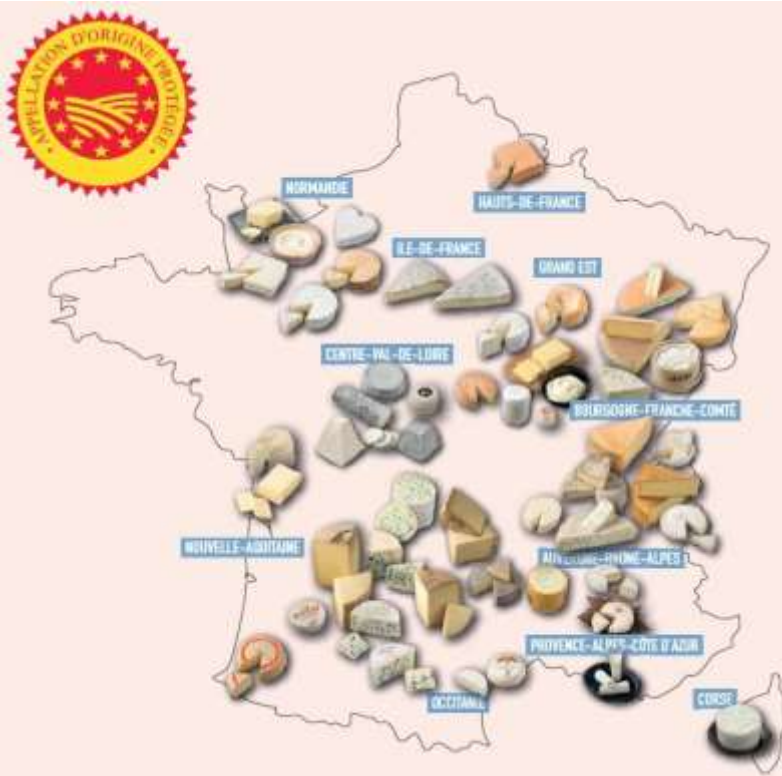 APPELLATION D'ORIGINE PROTÉGÉE
NORMANDIE
HAUTS-DE-FRANCE
ILE-DE-FRANCE
GRAND EST
CENTRE-VAL-DE-LOIRE
BOURGOGNE-FRANCHE-COMTÉ
NOUVELLE-AQUITAINE
AUVERGNE-RHÔNE-ALPES
PROVENCE-ALPES-CÔTE D'AZUR
OCCITANIE
CORSE